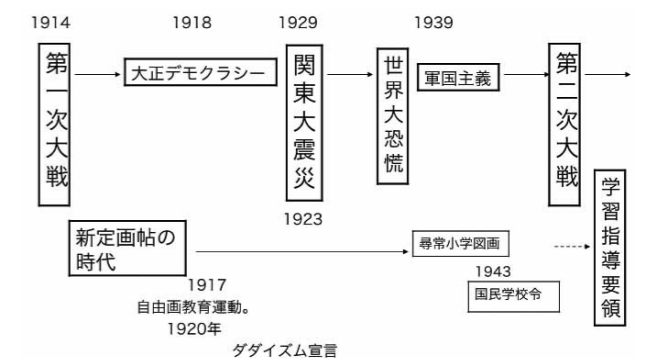 1914
1918
1929
1939
第一次大戦
大正デモクラシー
関東大震災
世界大恐慌
軍国主義
第二次大戦
1923
新定画帖の
時代
尋常小学図画
学習指導要領
1917
自由画教育運動。
1920年
ダダイズム宣言
1943
国民学校令